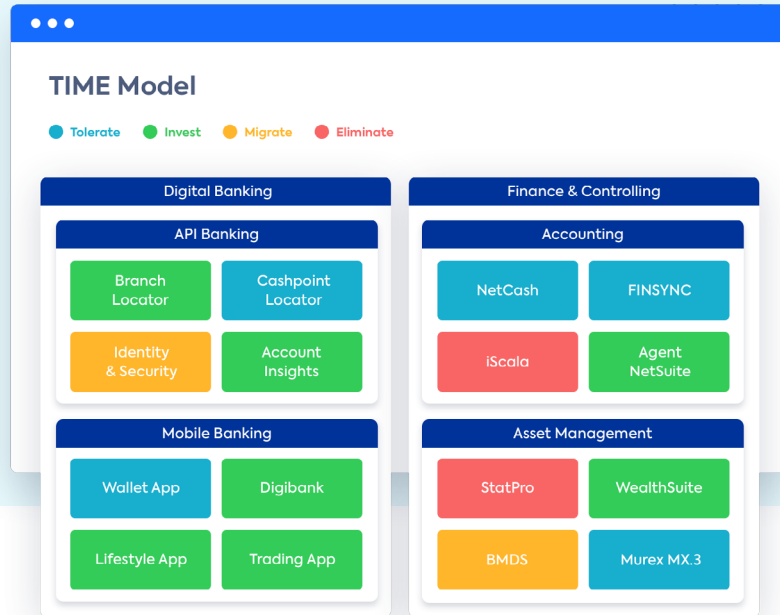 TIME Model
Tolerate Invest Migrate Eliminate
Digital Banking
API Banking
Branch
Locator
Cashpoint
Locator
Identity
& Security
Account
Insights
Mobile Banking
Wallet App
Digibank
Lifestyle App
Trading App
Finance & Controlling
Accounting
NetCash
FINSYNC
iScala
Agent
NetSuite
Asset Management
StatPro
WealthSuite
BMDS
Murex MX.3